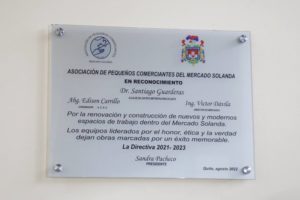 ASOCIACIÓN DE PEQUEÑOS COMERCIANTES DEL MERCADO SOLANDA
EN RECONOCIMIENTO
Dr. Santiago Guarderas
Abg. Edison Carrillo Ing. Victor Dávila
Por la renovación y construcción de nuevos y modernos
espacios de trabajo dentro del Mercado Solanda.
Los equipos liderados por el honor, ética y la verdad
dejan obras marcadas por un éxito memorable.
La Directiva 2021- 2023
Sandra Pacheco
PRESIDENTE
Quito, agosto 2022